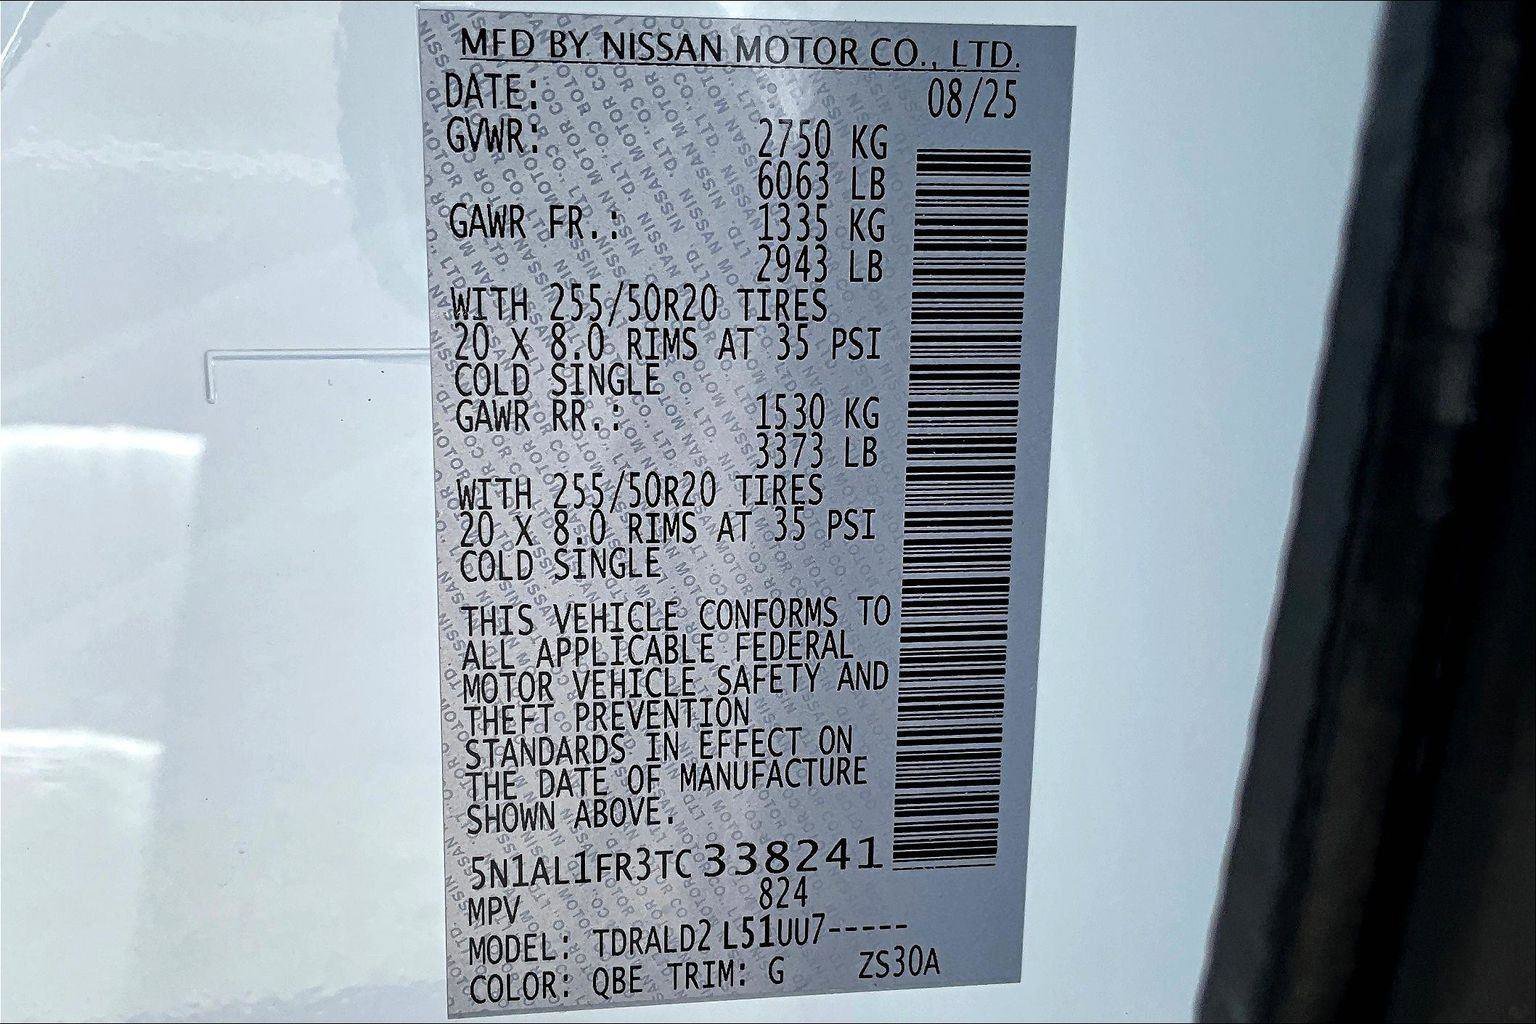 MFD BY NISSAN MOTOR CO., LTD.
DATE: 08/25
GVWR: 2750 KG
6063 LB
GAWR FR.: 1335 KG
2943 LB
WITH 255/50R20 TIRES
20 X 8.0 RIMS AT 35 PSI
COLD SINGLE
GAWR RR.: 1530 KG
3373 LB
WITH 255/50R20 TIRES
20 X 8.0 RIMS AT 35 PSI
COLD SINGLE
THIS VEHICLE CONFORMS TO
ALL APPLICABLE FEDERAL
MOTOR VEHICLE SAFETY AND
THEFT PREVENTION
STANDARDS IN EFFECT ON
THE DATE OF MANUFACTURE
SHOWN ABOVE.
5N1AL1FR3TC338241
MPV 824
MODEL: TDRALD2 L51UU7-----
COLOR: QBE TRIM: G ZS30A